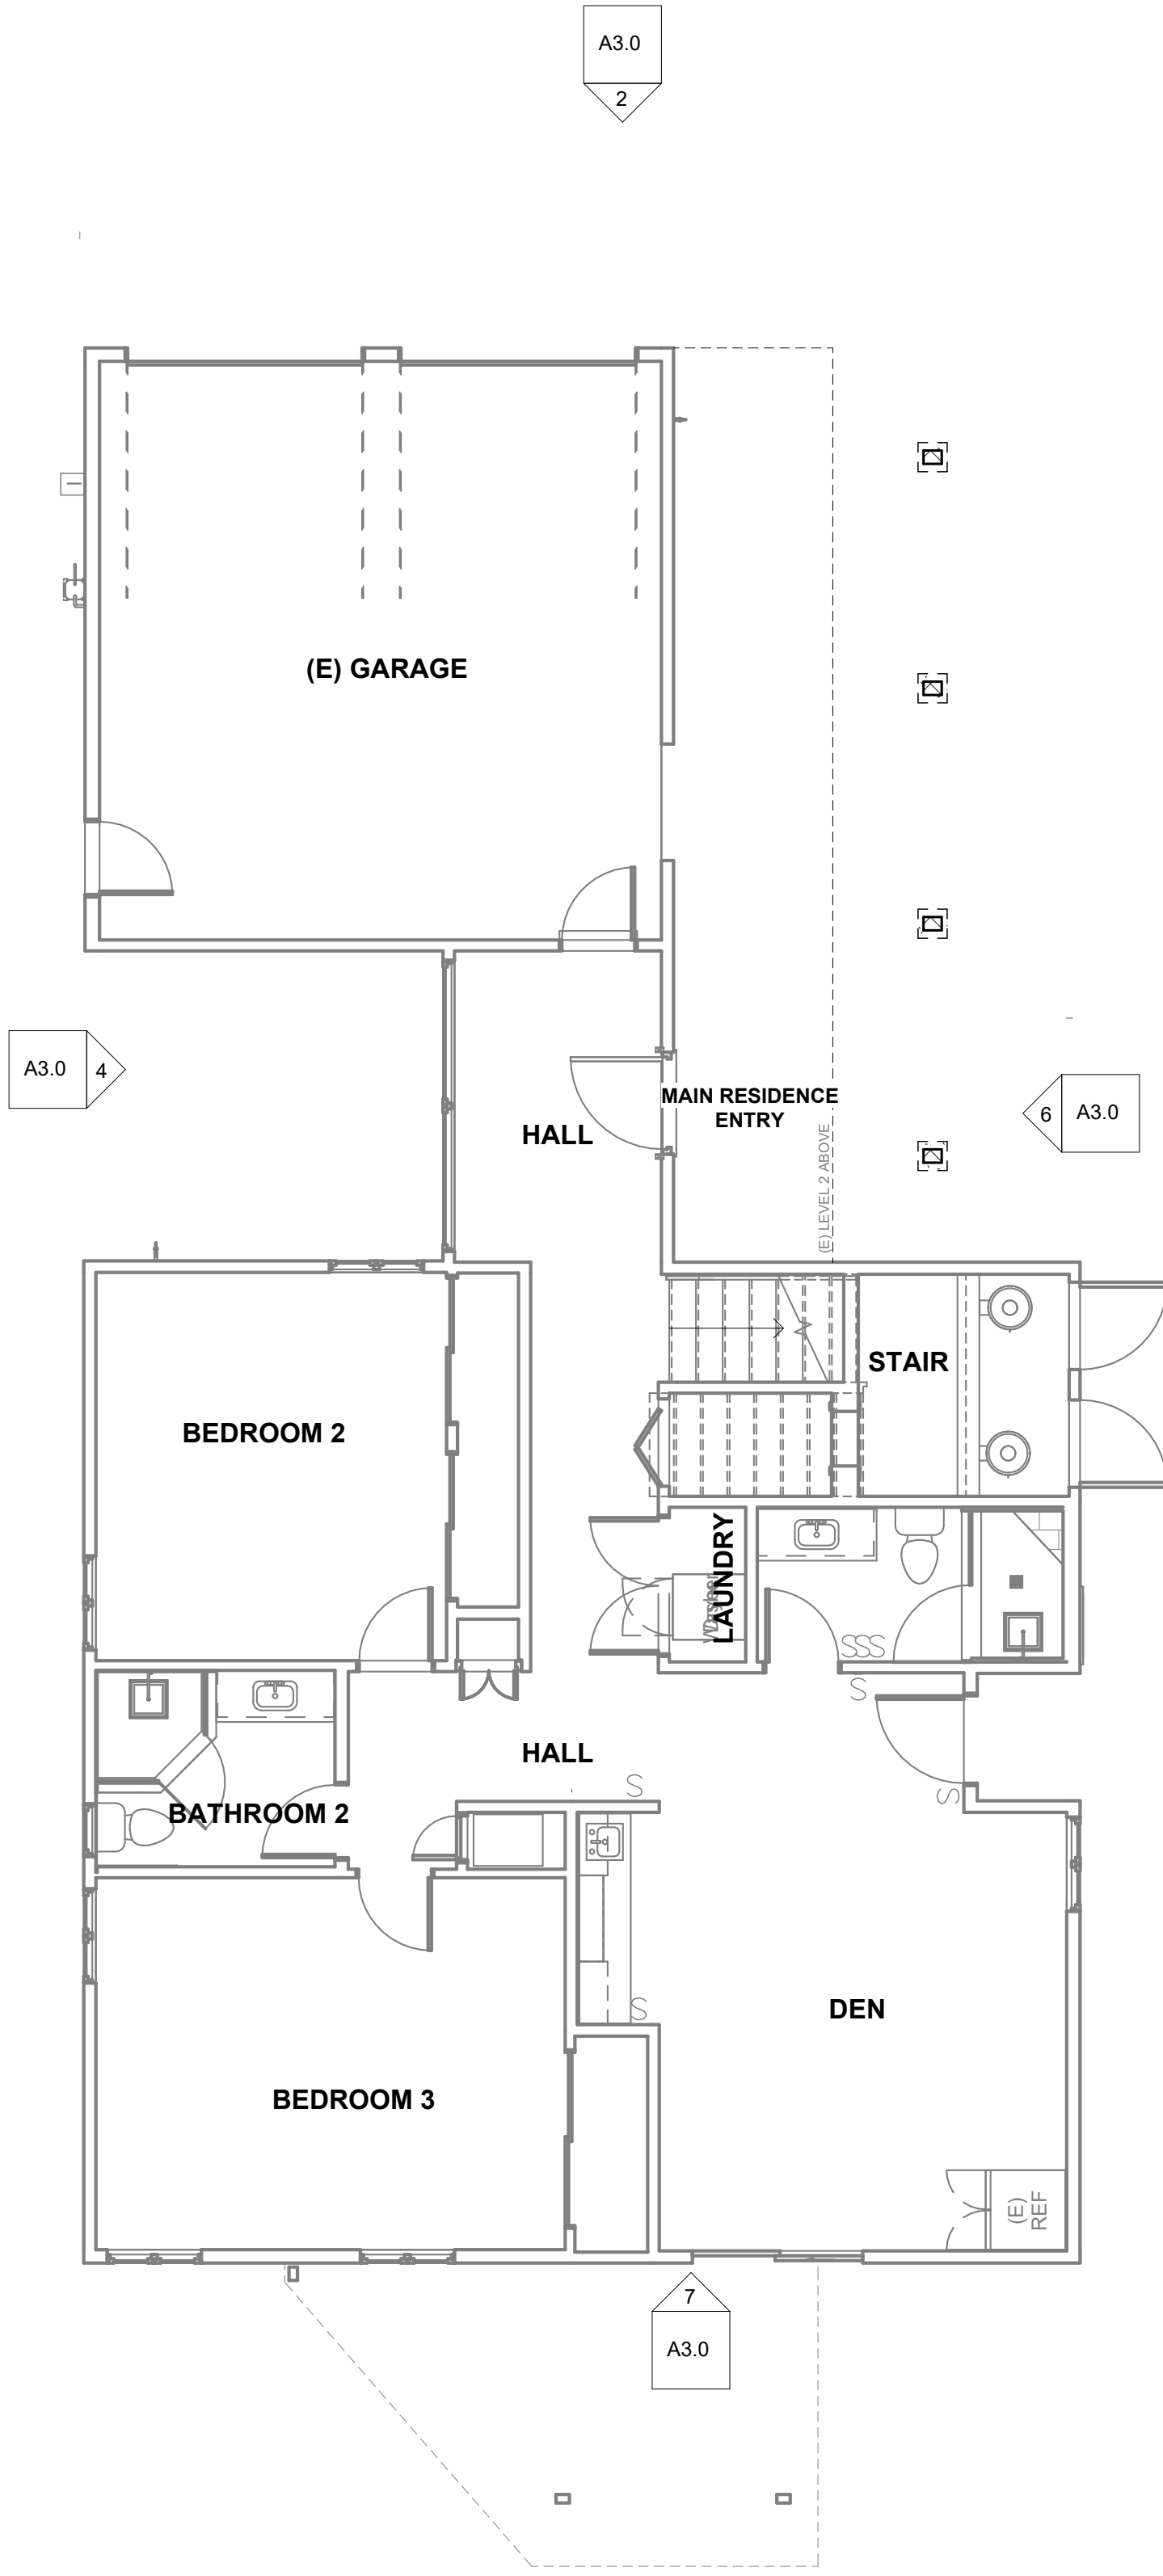 A3.0
2
(E) GARAGE
A3.0
4
MAIN RESIDENCE
ENTRY
6
A3.0
HALL
(E) LEVEL 2 ABOVE
STAIR
BEDROOM 2
LAUNDRY
SSS
S
HALL
S
S
BATHROOM 2
S
DEN
BEDROOM 3
(E)
REF
7
A3.0